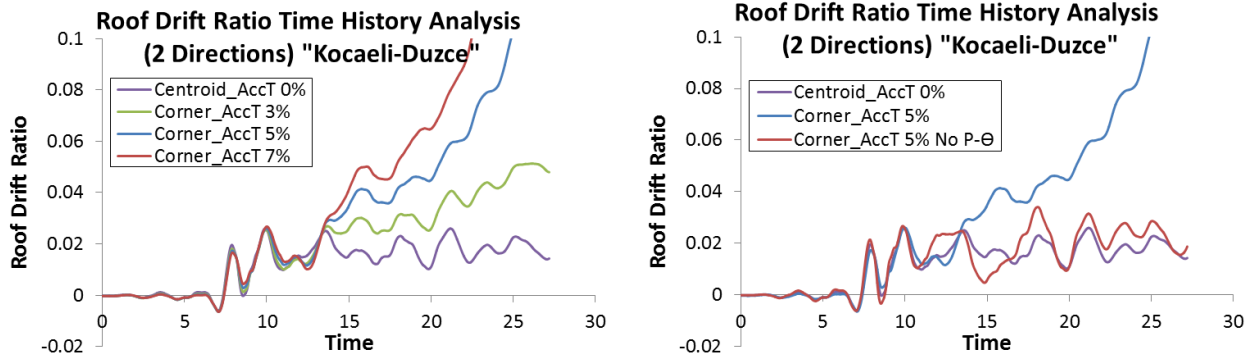 Roof Drift Ratio Time History Analysis
(2 Directions) "Kocaeli-Duzce"
0.1
0.08
0.06
0.04
0.02
0
-0.02
Roof Drift Ratio
Centroid_AccT 0%
Corner_AccT 3%
Corner_AccT 5%
Corner_AccT 7%
0 5 10 15 20 25 30
Time
Roof Drift Ratio Time History Analysis
(2 Directions) "Kocaeli-Duzce"
0.1
0.08
0.06
0.04
0.02
0
-0.02
Roof Drift Ratio
Centroid_AccT 0%
Corner_AccT 5%
Corner_AccT 5% No P-Θ
0 5 10 15 20 25 30
Time